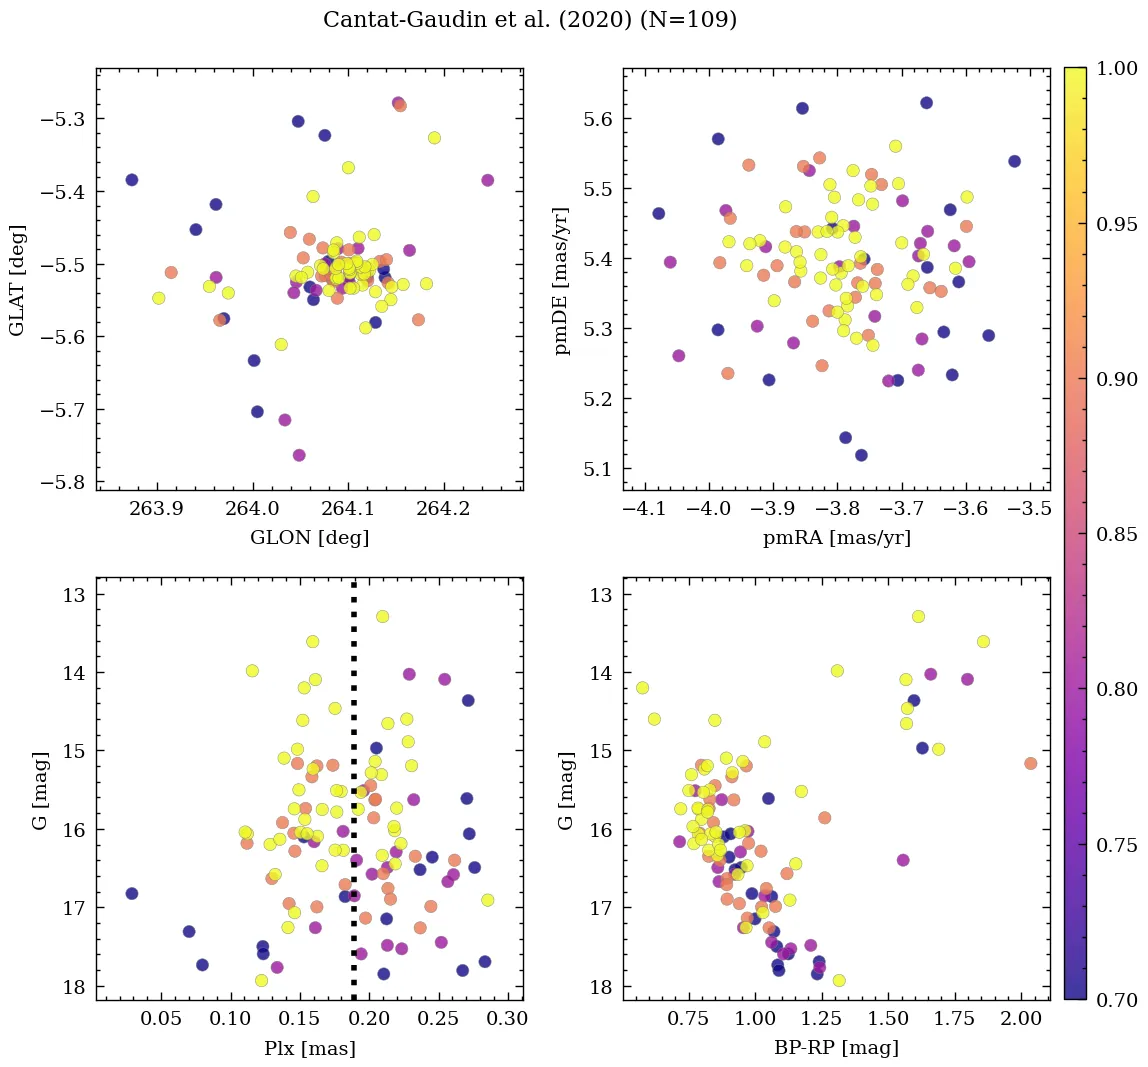 Cantat-Gaudin et al. (2020) (N=109)
−5.3
−5.4
−5.5
−5.6
−5.7
−5.8
GLAT [deg]
263.9 264.0 264.1 264.2
GLON [deg]
5.6
5.5
5.4
5.3
5.2
5.1
pmDE [mas/yr]
−4.1 −4.0 −3.9 −3.8 −3.7 −3.6 −3.5
pmRA [mas/yr]
13
14
15
16
17
18
G [mag]
0.05 0.10 0.15 0.20 0.25 0.30
Plx [mas]
13
14
15
16
17
18
G [mag]
0.75 1.00 1.25 1.50 1.75 2.00
BP-RP [mag]
1.00
0.95
0.90
0.85
0.80
0.75
0.70